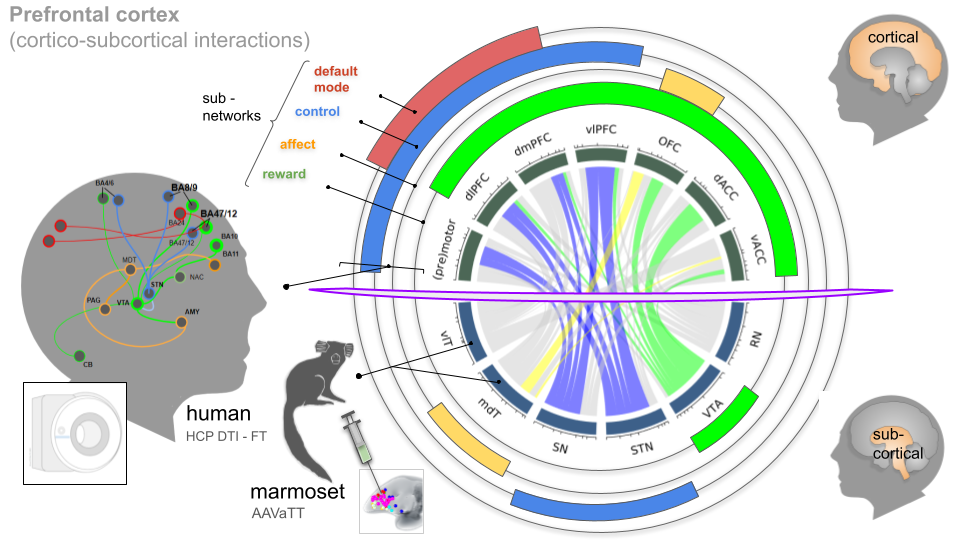 Prefrontal cortex
(cortico-subcortical interactions)
cortical
sub -
networks
default
mode
control
affect
reward
vlPFC
dmPFC
OFC
dlPFC
dACC
(pre)motor
vACC
vlT
RN
mdT
VTA
SN
STN
BA4/6
BA8/9
BA24
BA47/12
BA47/12
BA10
BA11
MDT
STN
NAC
PAG
VTA
AMY
CB
human
HCP DTI - FT
marmoset
AAVaTT
sub-
cortical